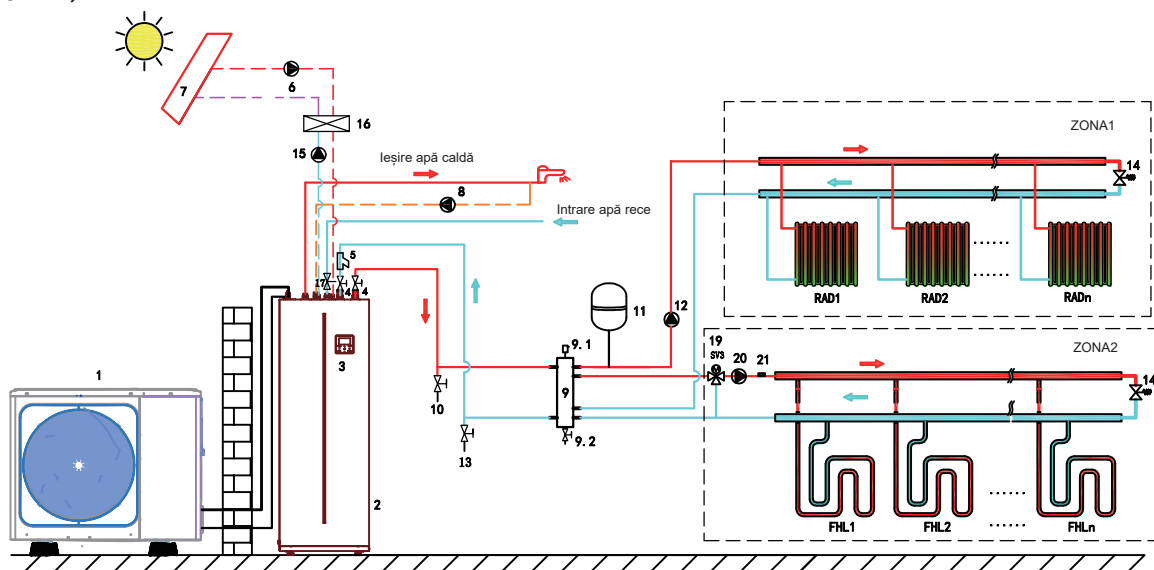 ZONA1
7
6
16
15
Ieșire apă caldă
14
8
Intrare apă rece
5
17
4
4
RAD1
RAD2
RADn
......
......
11
12
3
9.1
19
SV3
20
21
ZONA2
14
1
9
10
9.2
13
2
FHL1
FHL2
FHLn
......
......